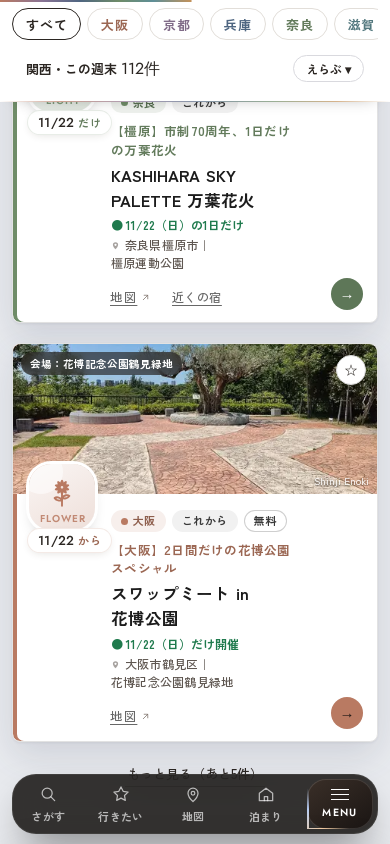 すべて
大阪
京都
兵庫
奈良
滋賀
関西・この週末 112件
えらぶ ▾
奈良
これから
11/22 だけ
【橿原】市制70周年、1日だけ
の万葉花火
KASHIHARA SKY
PALETTE 万葉花火
11/22（日）の1日だけ
奈良県橿原市｜
橿原運動公園
地図 ↗
近くの宿
→
会場：花博記念公園鶴見緑地
☆
Shinji Enoki
FLOWER
11/22 から
大阪
これから
無料
【大阪】2日間だけの花博公園
スペシャル
スワップミート in
花博公園
11/22（日）だけ開催
大阪市鶴見区｜
花博記念公園鶴見緑地
地図 ↗
→
もっと見る（あと5件）
さがす
行きたい
地図
泊まり
MENU